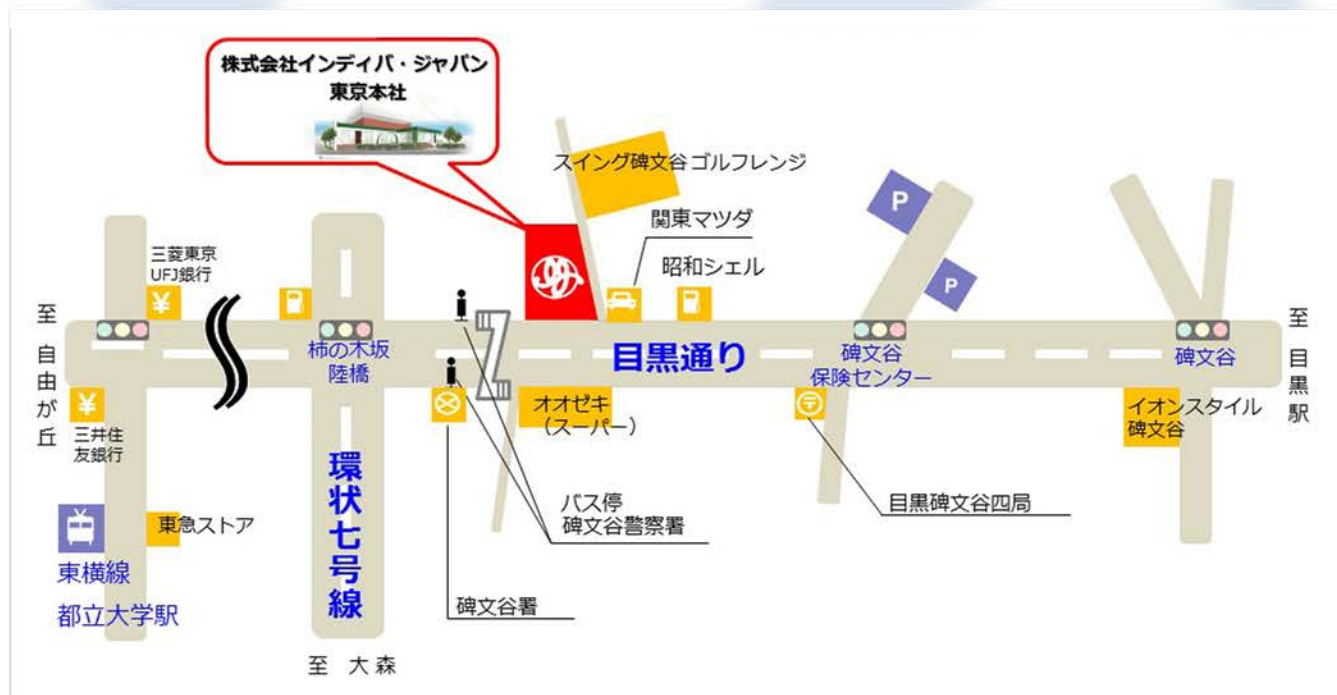 株式会社インディバ・ジャパン
東京本社
スイング碑文谷ゴルフレンジ
関東マツダ
昭和シェル
三菱東京
UFJ銀行
¥
P
P
至 自由が丘
柿の木坂
陸橋
目黒通り
碑文谷
保険センター
碑文谷
至 目黒駅
¥
三井住
友銀行
オオゼキ
(スーパー)
〒
イオンスタイル
碑文谷
環状七号線
バス停
碑文谷警察署
目黒碑文谷四局
東急ストア
東横線
都立大学駅
碑文谷署
至 大森